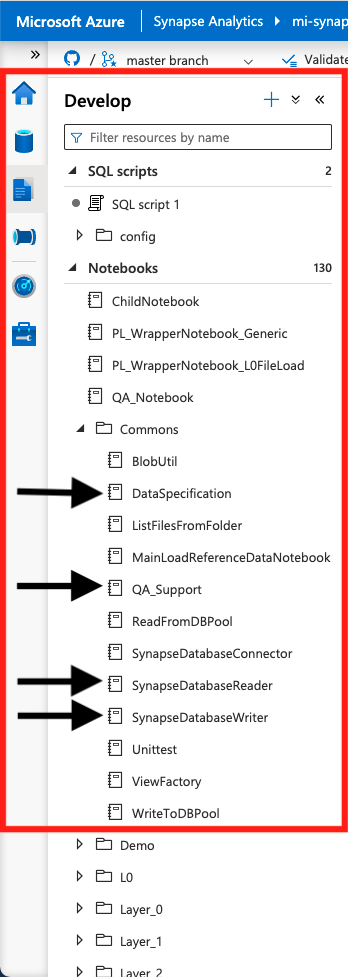 Microsoft Azure Synapse Analytics mi-synap
» / master branch Validate
Develop + «
Filter resources by name
SQL scripts 2
SQL script 1
config
Notebooks 130
ChildNotebook
PL_WrapperNotebook_Generic
PL_WrapperNotebook_L0FileLoad
QA_Notebook
Commons
BlobUtil
DataSpecification
ListFilesFromFolder
MainLoadReferenceDataNotebook
QA_Support
ReadFromDBPool
SynapseDatabaseConnector
SynapseDatabaseReader
SynapseDatabaseWriter
Unittest
ViewFactory
WriteToDBPool
Demo
L0
Layer_0
Layer_1
Layer_2